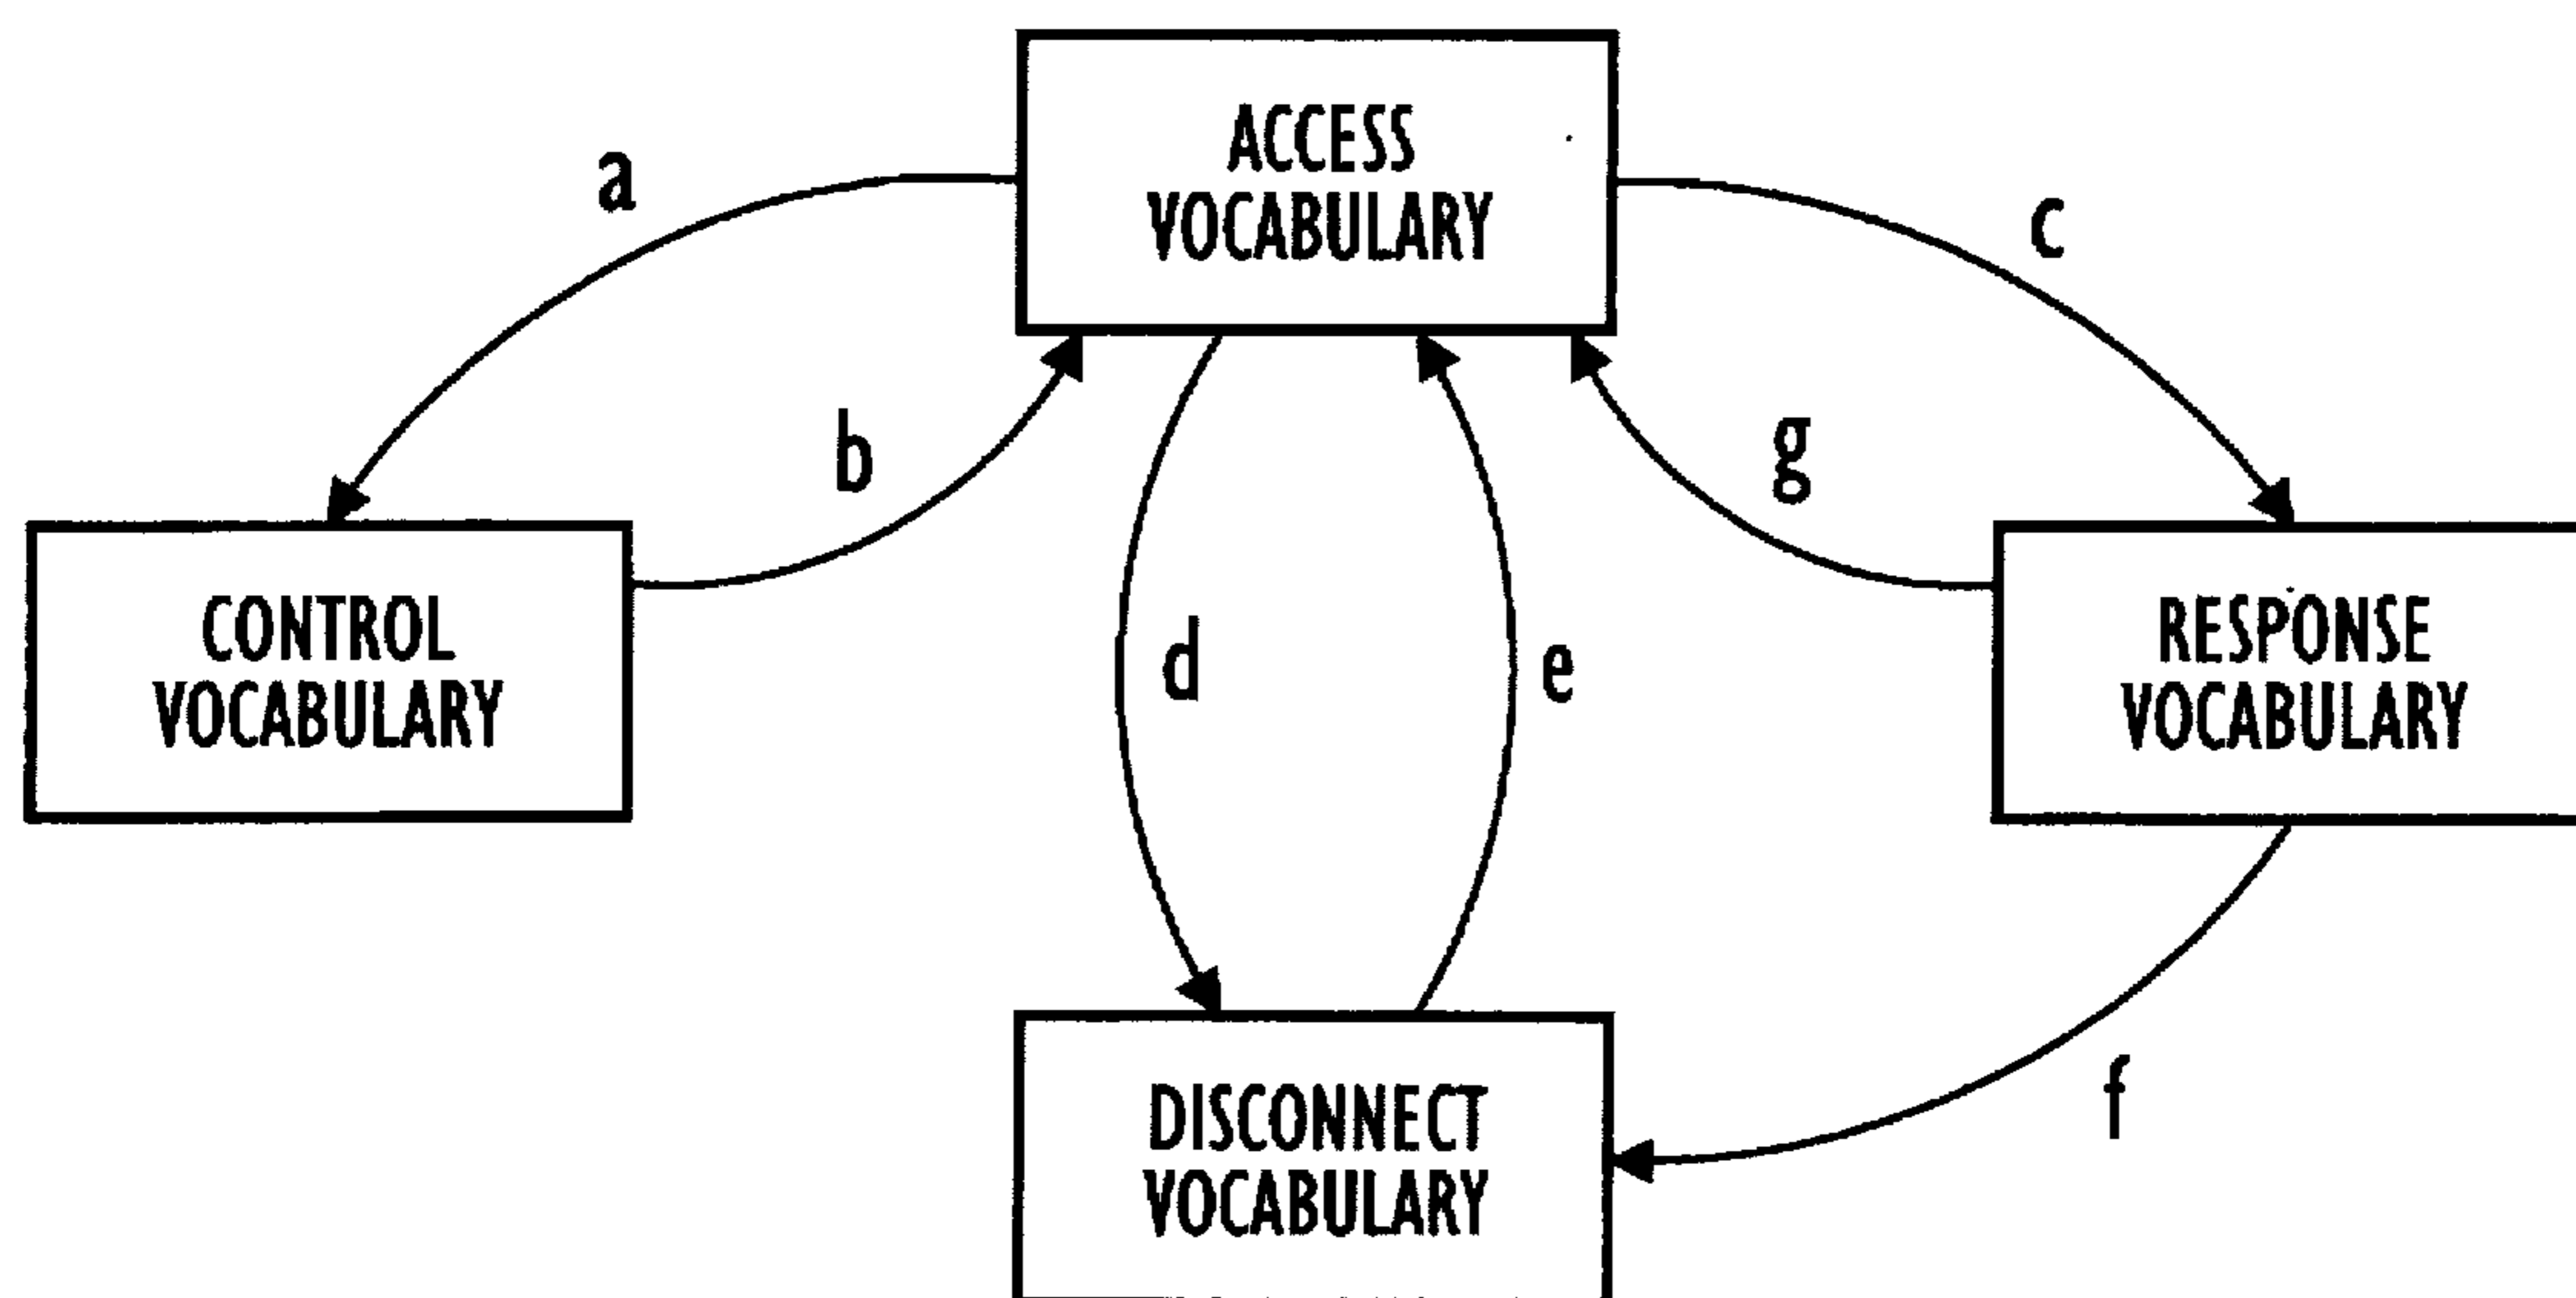 ACCESS
VOCABULARY
a
c
b
g
CONTROL
VOCABULARY
d
e
RESPONSE
VOCABULARY
f
DISCONNECT
VOCABULARY